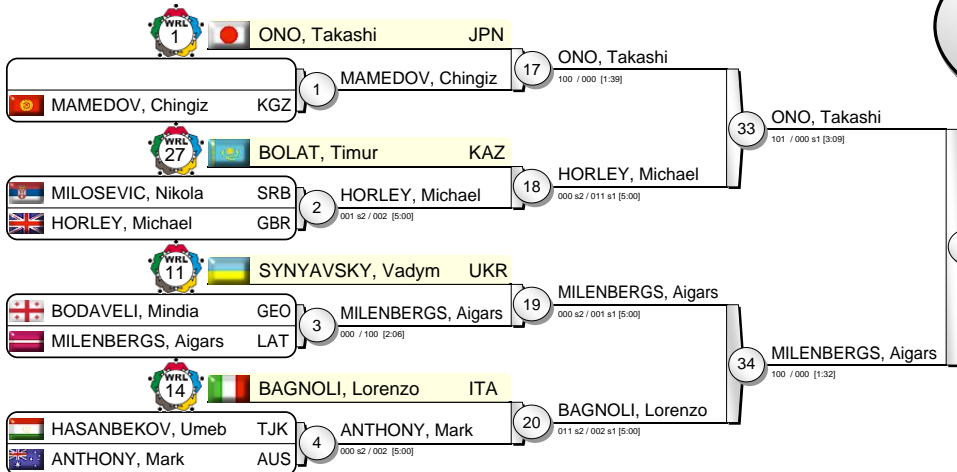 WRL 1 ONO, Takashi JPN
MAMEDOV, Chingiz KGZ
1 MAMEDOV, Chingiz
17 ONO, Takashi
100 / 000 [1:39]
WRL 27 BOLAT, Timur KAZ
MILOSEVIC, Nikola SRB
HORLEY, Michael GBR
2 HORLEY, Michael
001 s2 / 002 [5:00]
18 HORLEY, Michael
000 s2 / 011 s1 [5:00]
33 ONO, Takashi
101 / 000 s1 [3:09]
WRL 11 SYNYAVSKY, Vadym UKR
BODAVELI, Mindia GEO
MILENBERGS, Aigars LAT
3 MILENBERGS, Aigars
000 / 100 [2:06]
19 MILENBERGS, Aigars
000 s2 / 001 s1 [5:00]
WRL 14 BAGNOLI, Lorenzo ITA
HASANBEKOV, Umeb TJK
ANTHONY, Mark AUS
4 ANTHONY, Mark
000 s2 / 002 [5:00]
20 BAGNOLI, Lorenzo
011 s2 / 002 s1 [5:00]
34 MILENBERGS, Aigars
100 / 000 [1:32]